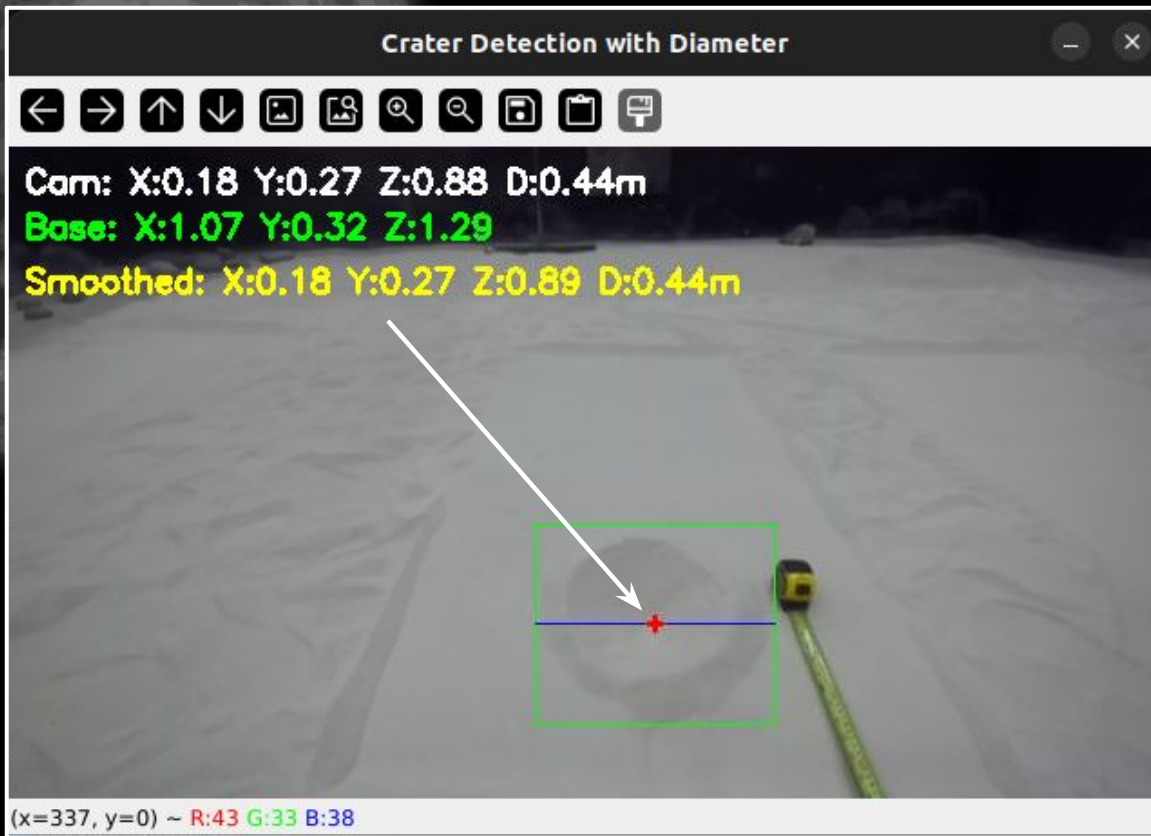 Crater Detection with Diameter
Cam: X:0.18 Y:0.27 Z:0.88 D:0.44m
Base: X:1.07 Y:0.32 Z:1.29
Smoothed: X:0.18 Y:0.27 Z:0.89 D:0.44m
(x=337, y=0) ~ R:43 G:33 B:38